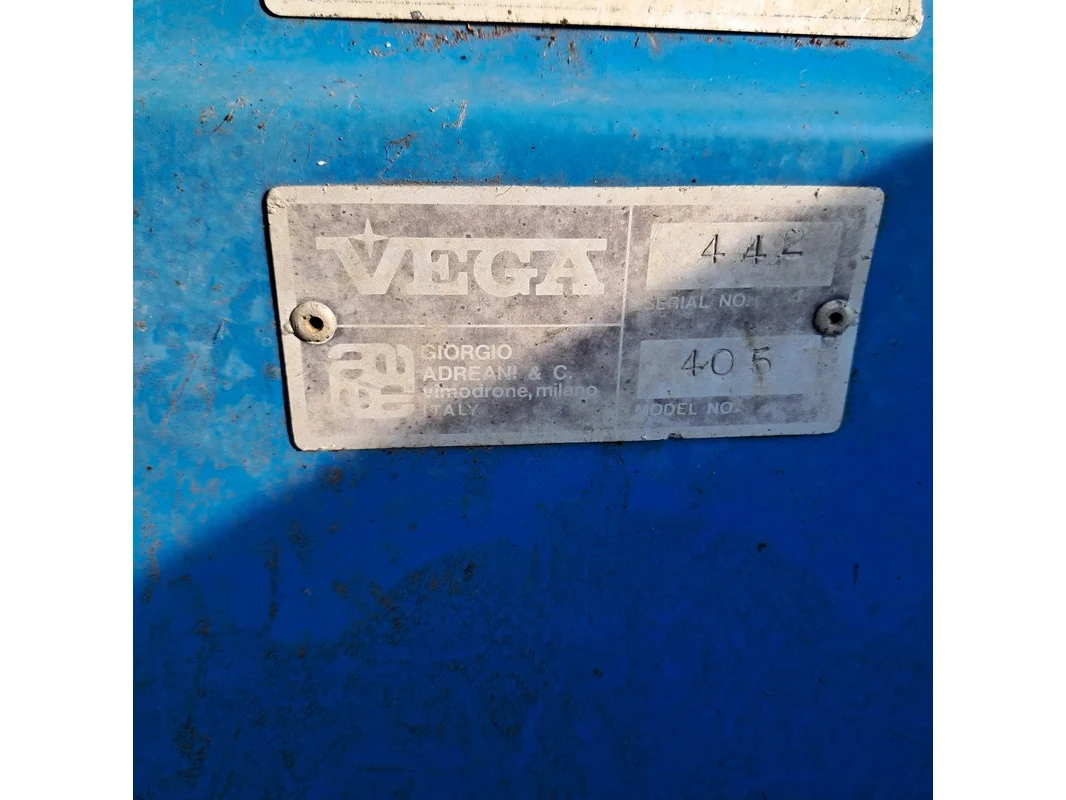 VEGA
442
SERIAL NO.
GIORGIO
ADREANI & C.
vimodrone, milano
ITALY
405
MODEL NO.